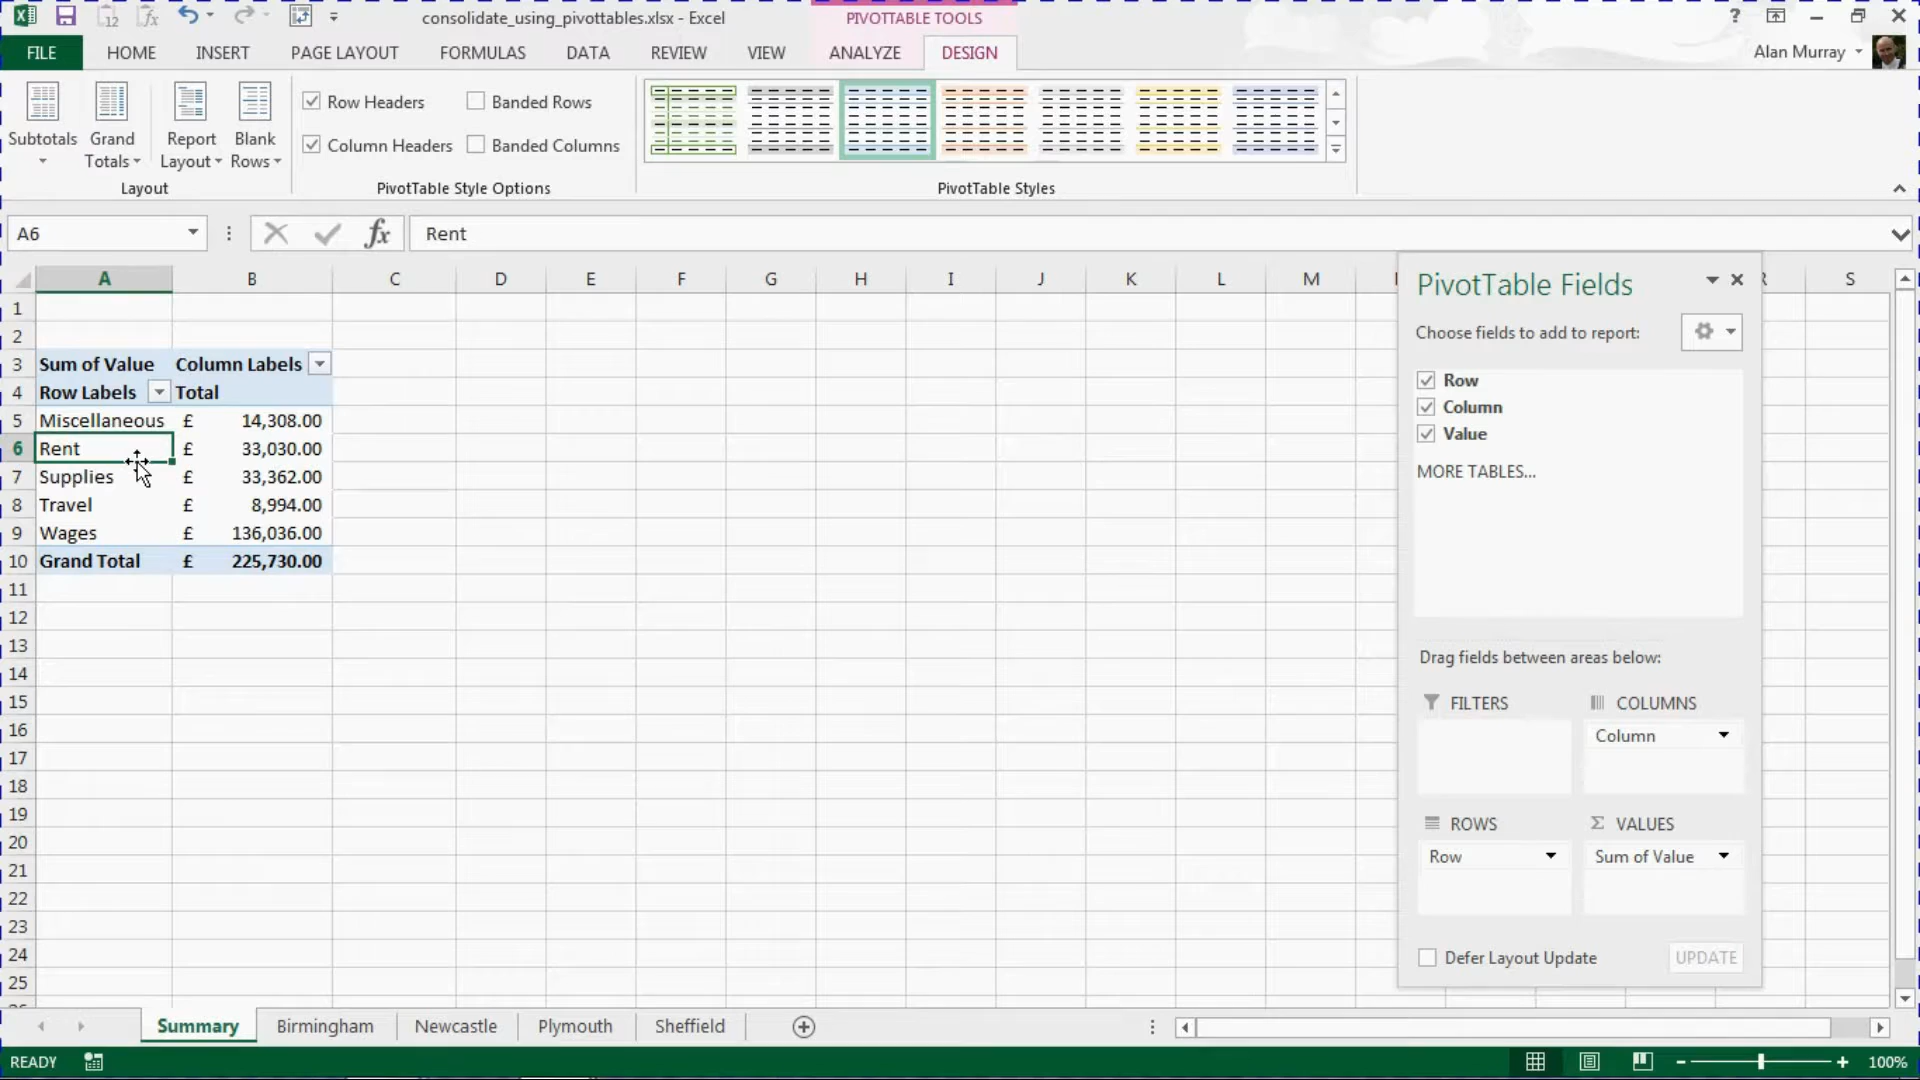 consolidate_using_pivottables.xlsx - Excel
PIVOTTABLE TOOLS
?
FILE HOME INSERT PAGE LAYOUT FORMULAS DATA REVIEW VIEW ANALYZE DESIGN
Alan Murray
Subtotals
Grand Totals
Report Layout
Blank Rows
Layout
Row Headers
Banded Rows
Column Headers
Banded Columns
PivotTable Style Options
PivotTable Styles
A6
fx
Rent
A B C D E F G H I J K L M R S
1
2
3 Sum of Value Column Labels
4 Row Labels Total
5 Miscellaneous £ 14,308.00
6 Rent £ 33,030.00
7 Supplies £ 33,362.00
8 Travel £ 8,994.00
9 Wages £ 136,036.00
10 Grand Total £ 225,730.00
11
12
13
14
15
16
17
18
19
20
21
22
23
24
25
PivotTable Fields
Choose fields to add to report:
Row
Column
Value
MORE TABLES...
Drag fields between areas below:
FILTERS
COLUMNS
Column
ROWS
Σ VALUES
Row
Sum of Value
Defer Layout Update
UPDATE
Summary Birmingham Newcastle Plymouth Sheffield
READY
100%